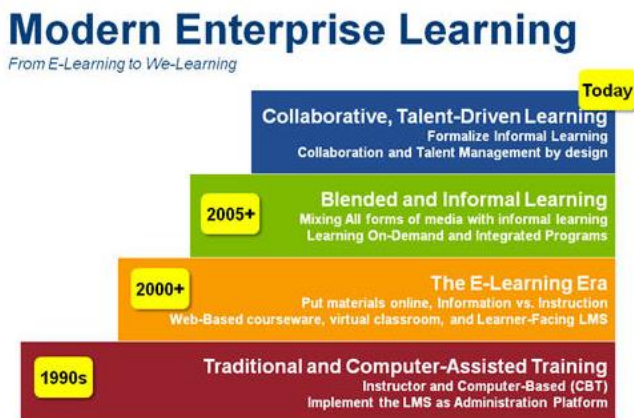 Modern Enterprise Learning
From E-Learning to We-Learning
Today
Collaborative, Talent-Driven Learning
Formalize Informal Learning
Collaboration and Talent Management by design
2005+
Blended and Informal Learning
Mixing All forms of media with informal learning
Learning On-Demand and Integrated Programs
2000+
The E-Learning Era
Put materials online, Information vs. Instruction
Web-Based courseware, virtual classroom, and Learner-Facing LMS
1990s
Traditional and Computer-Assisted Training
Instructor and Computer-Based (CBT)
Implement the LMS as Administration Platform